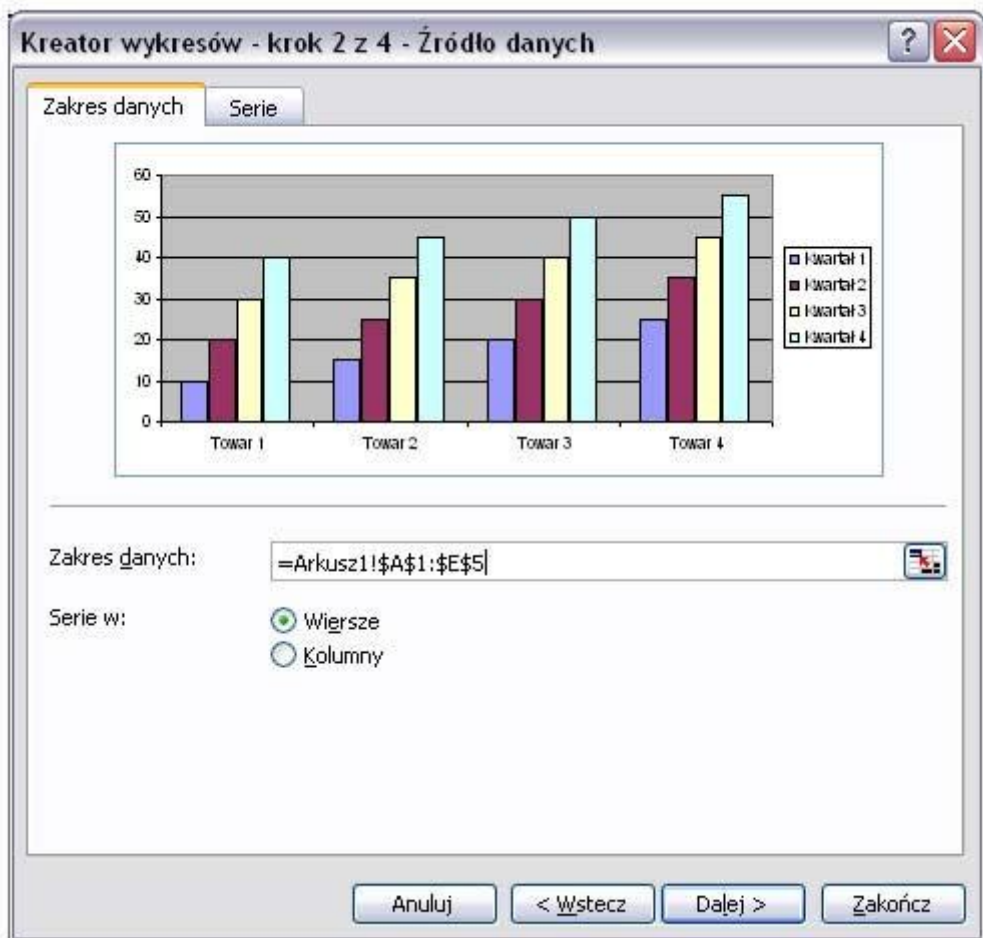 Kreator wykresów - krok 2 z 4 - Źródło danych
?
Zakres danych
Serie
60
50
40
30
20
10
0
Towar 1
Towar 2
Towar 3
Towar 4
kwartał 1
kwartał 2
kwartał 3
kwartał 4
Zakres danych:
=Arkusz1!$A$1:$E$5
Serie w:
Wiersze
Kolumny
Anuluj
< Wstecz
Dalej >
Zakończ